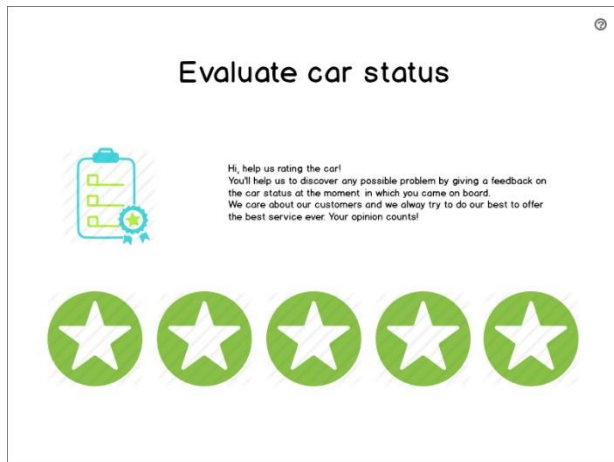 Evaluate car status
Hi, help us rating the car!
You'll help us to discover any possible problem by giving a feedback on
the car status at the moment in which you came on board.
We care about our customers and we alway try to do our best to offer
the best service ever. Your opinion counts!